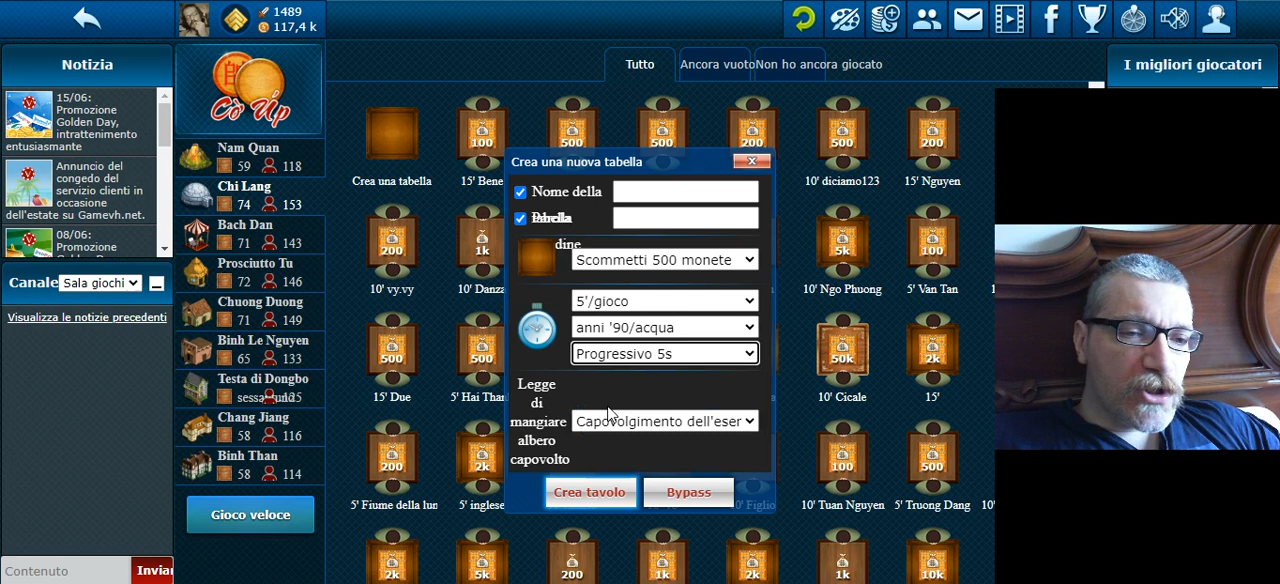 1489
117,4 k
Notizia
15/06:
Promozione
Golden Day,
intrattenimento
entusiasmante
Annuncio del
congedo del
servizio clienti in
occasione
dell'estate su Gamevh.net.
08/06:
Promozione
Canale
Sala giochi
Visualizza le notizie precedenti
Contenuto
Inviar
Cờ Úp
Nam Quan
59 118
Chi Lang
74 153
Bach Dan
71 143
Prosciutto Tu
72 146
Chuong Duong
71 149
Binh Le Nguyen
65 133
Testa di Dongbo
Chang Jiang
58 116
Binh Than
58 114
Gioco veloce
Tutto
Ancora vuoto
Non ho ancora giocato
I migliori giocatori
100 500 500 200 500 200
Crea una tabella
15' Bene
10' diciamo123
15' Nguyen
200 1k 5k 100
10' vy.vy
10' Danza
10' Ngo Phuong
5' Van Tan
500 500 50k 2k
15' Due
5' Hai Than
10' Cicale
15'
200 2k 100 500
5' Fiume della lun
5' inglese
10' Figlio
10' Tuan Nguyen
5' Truong Dang
10'
2k 5k 200 1k 2k 1k 10k
Crea una nuova tabella
x
Nome della
dine
Scommetti 500 monete
5'/gioco
anni '90/acqua
Progressivo 5s
Legge
di
mangiare
albero
capovolto
Capovolgimento dell'eser
Crea tavolo
Bypass